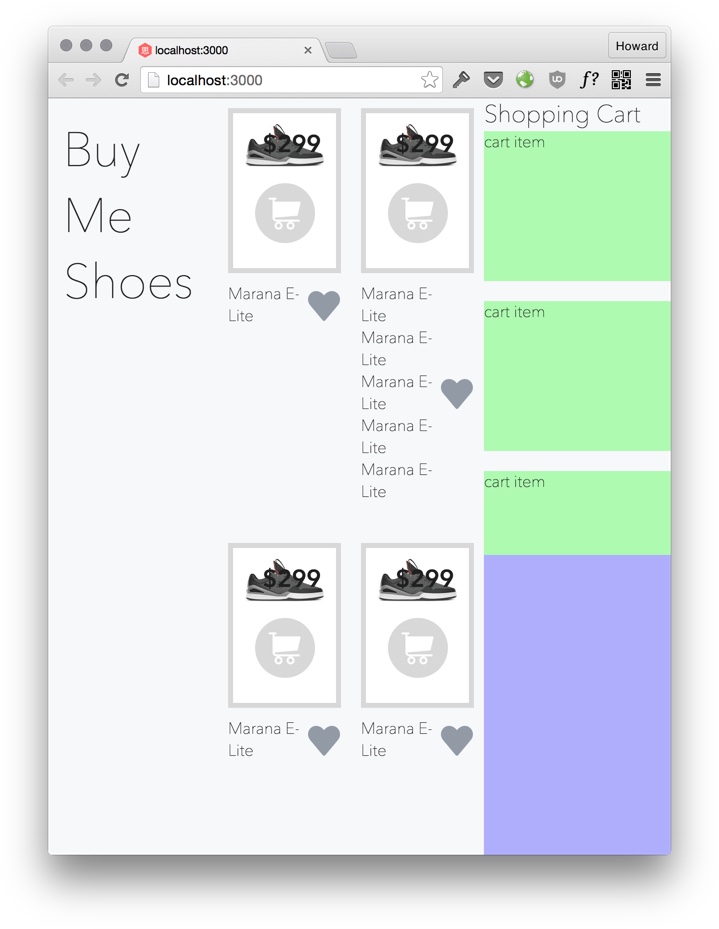 localhost:3000
Howard
localhost:3000
UD
f?
Buy
Me
Shoes
$299
Marana E-
Lite
$299
Marana E-
Lite
Marana E-
Lite
Marana E-
Lite
Marana E-
Lite
Marana E-
Lite
$299
Marana E-
Lite
$299
Marana E-
Lite
Shopping Cart
cart item
cart item
cart item